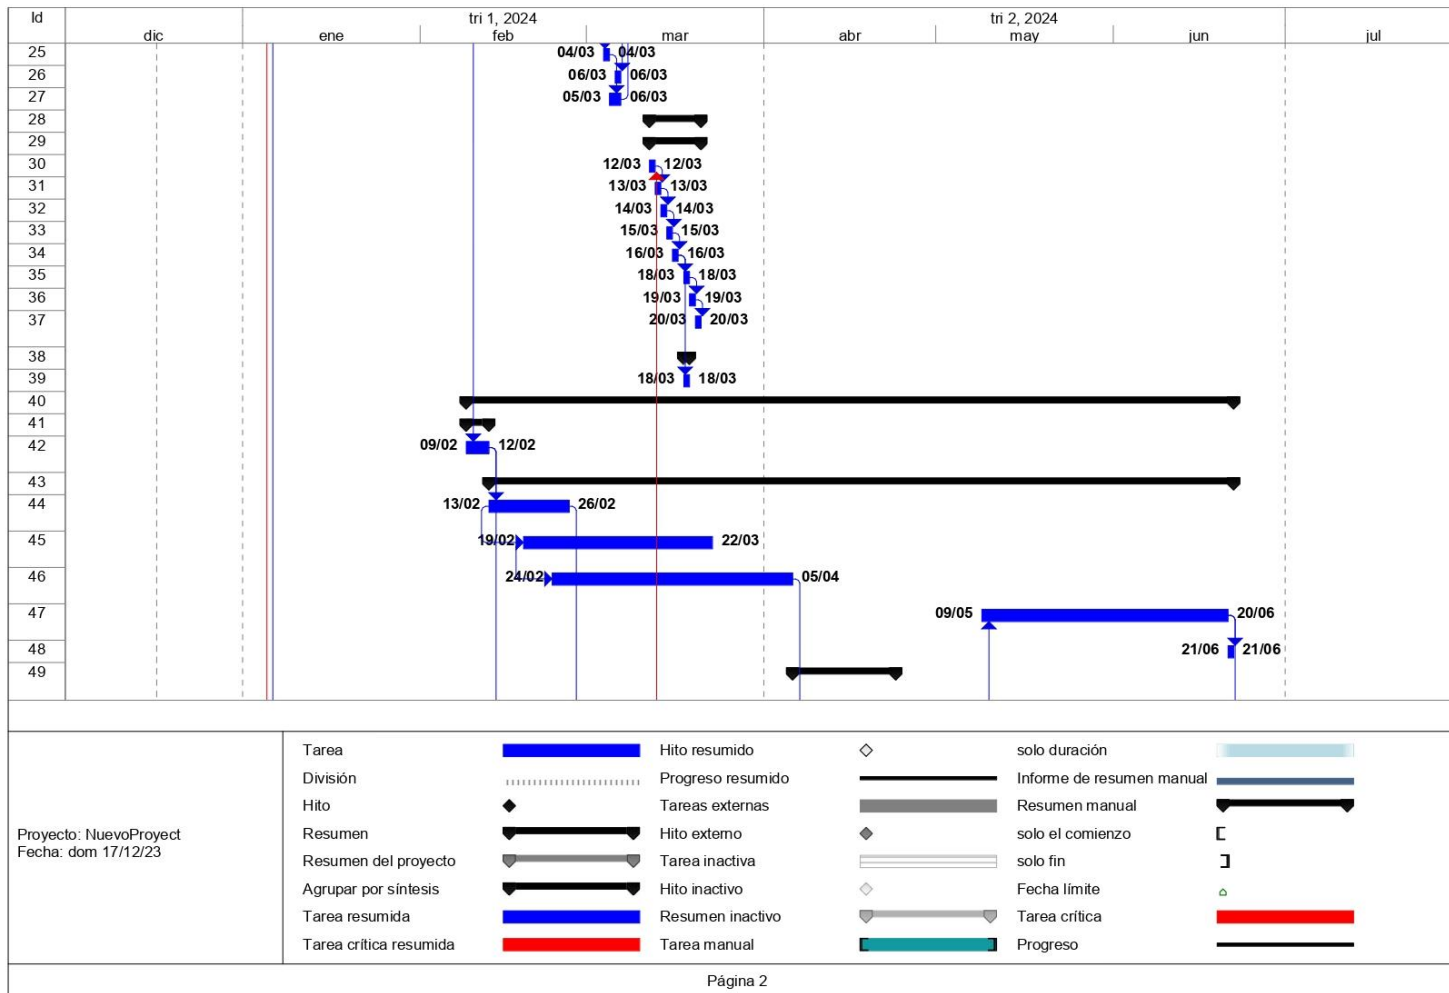 Id
tri 1, 2024
tri 2, 2024
dic
ene
feb
mar
abr
may
jun
jul
25
04/03
04/03
26
06/03
06/03
27
05/03
06/03
28
29
30
12/03
12/03
31
13/03
13/03
32
14/03
14/03
33
15/03
15/03
34
16/03
16/03
35
18/03
18/03
36
19/03
19/03
37
20/03
20/03
38
39
18/03
18/03
40
41
42
09/02
12/02
43
44
13/02
26/02
45
19/02
22/03
46
24/02
05/04
47
09/05
20/06
48
21/06
21/06
49
Proyecto: NuevoProyect
Fecha: dom 17/12/23
Tarea
División
Hito
Resumen
Resumen del proyecto
Agrupar por síntesis
Tarea resumida
Tarea crítica resumida
Hito resumido
Progreso resumido
Tareas externas
Hito externo
Tarea inactiva
Hito inactivo
Resumen inactivo
Tarea manual
solo duración
Informe de resumen manual
Resumen manual
solo el comienzo
solo fin
Fecha límite
Tarea crítica
Progreso
Página 2